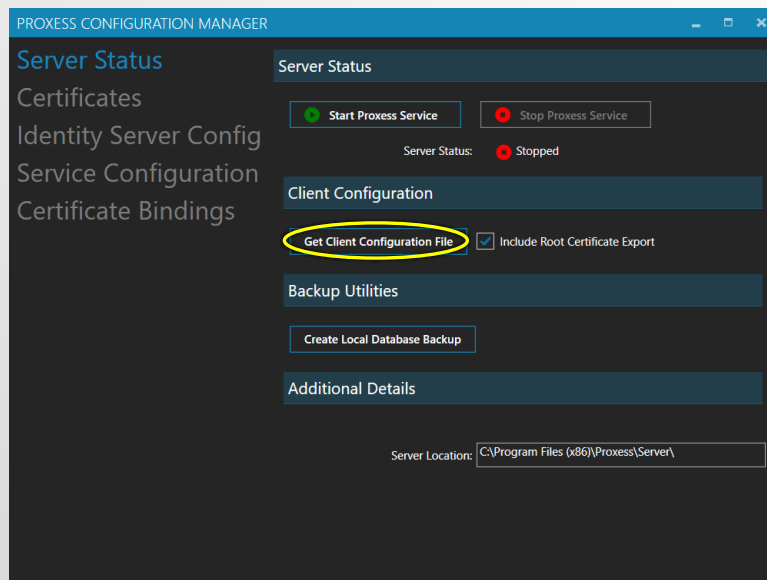 PROXESS CONFIGURATION MANAGER
Server Status
Certificates
Identity Server Config
Service Configuration
Certificate Bindings
Server Status
Start Proxess Service
Stop Proxess Service
Server Status:
Stopped
Client Configuration
Get Client Configuration File
Include Root Certificate Export
Backup Utilities
Create Local Database Backup
Additional Details
Server Location:
C:\Program Files (x86)\Proxess\Server\